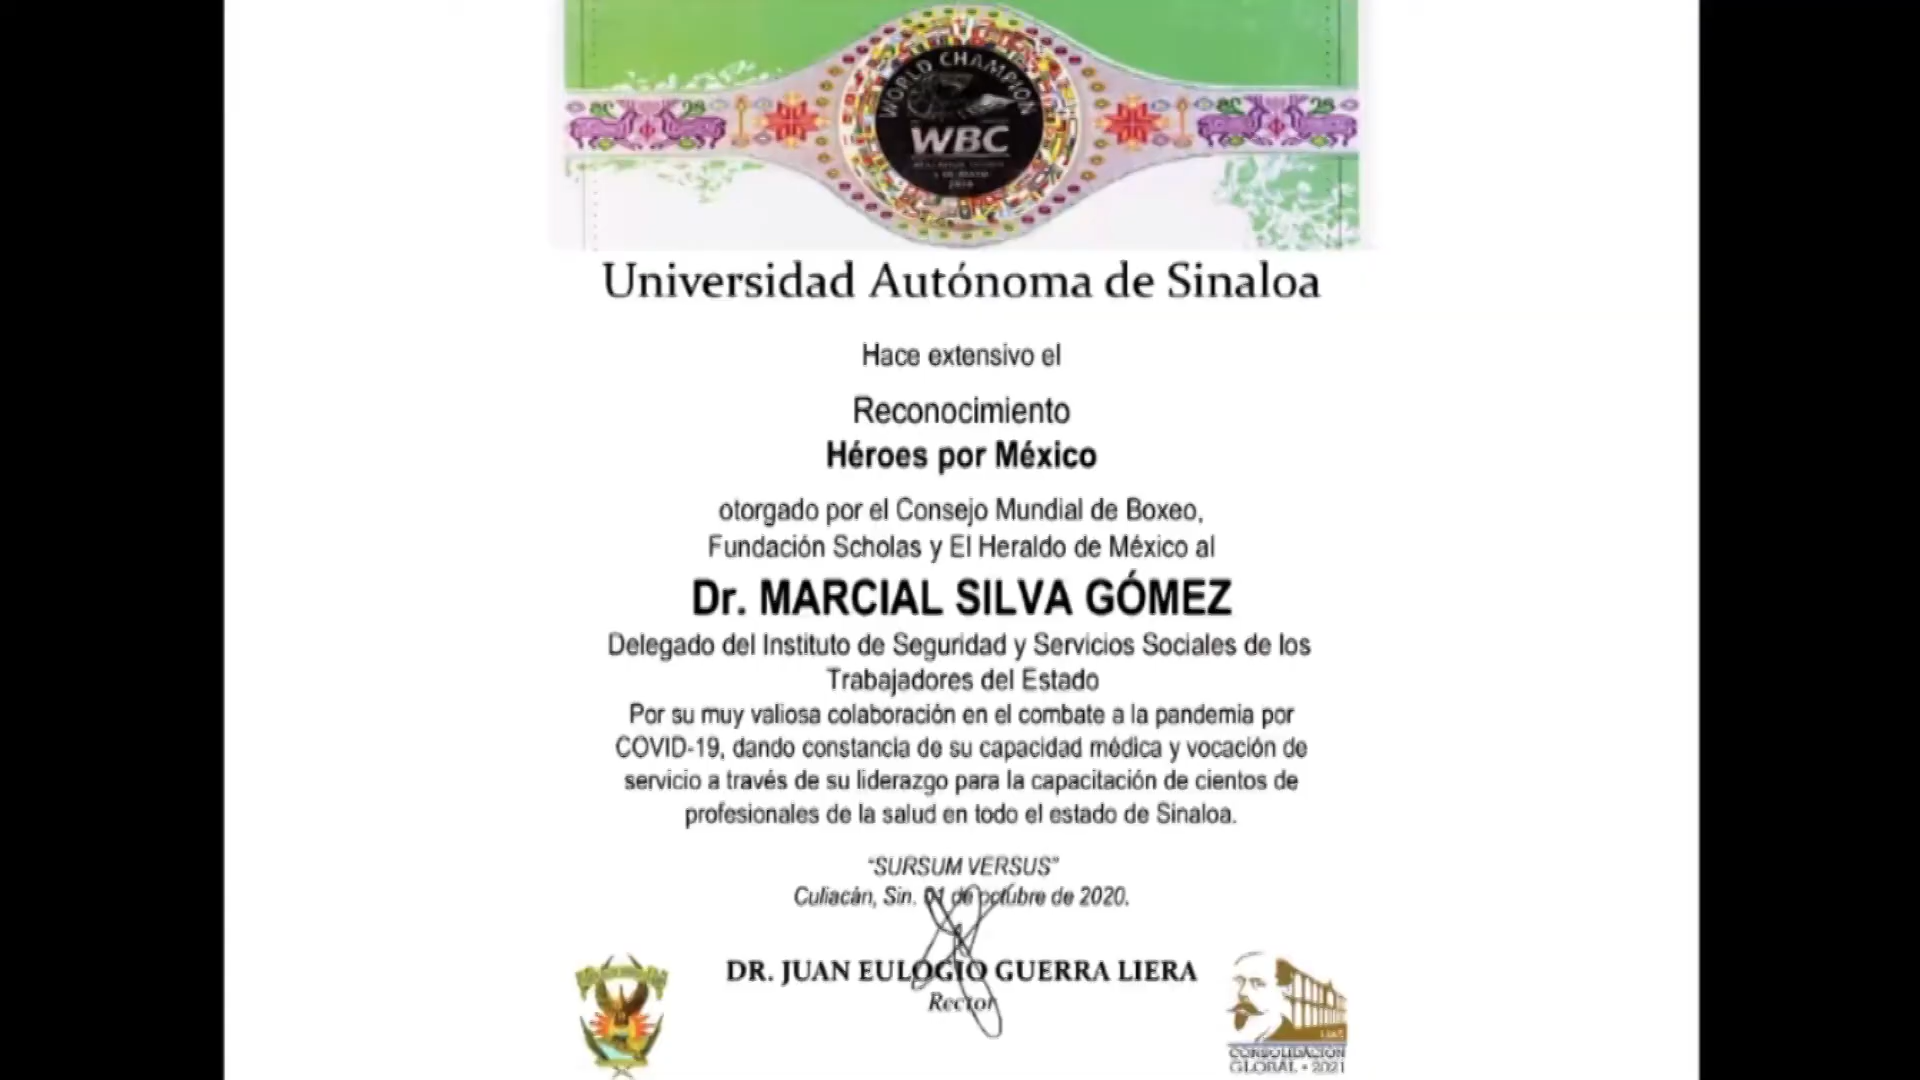 WORLD CHAMPION
WBC
Universidad Autónoma de Sinaloa
Hace extensivo el
Reconocimiento
Héroes por México
otorgado por el Consejo Mundial de Boxeo,
Fundación Scholas y El Heraldo de México al
Dr. MARCIAL SILVA GÓMEZ
Delegado del Instituto de Seguridad y Servicios Sociales de los
Trabajadores del Estado
Por su muy valiosa colaboración en el combate a la pandemia por
COVID-19, dando constancia de su capacidad médica y vocación de
servicio a través de su liderazgo para la capacitación de cientos de
profesionales de la salud en todo el estado de Sinaloa.
“SURSUM VERSUS”
Culiacán, Sin. 01 de octubre de 2020.
DR. JUAN EULOGIO GUERRA LIERA
Rector
CONSOLIDACIÓN
GLOBAL • 2021